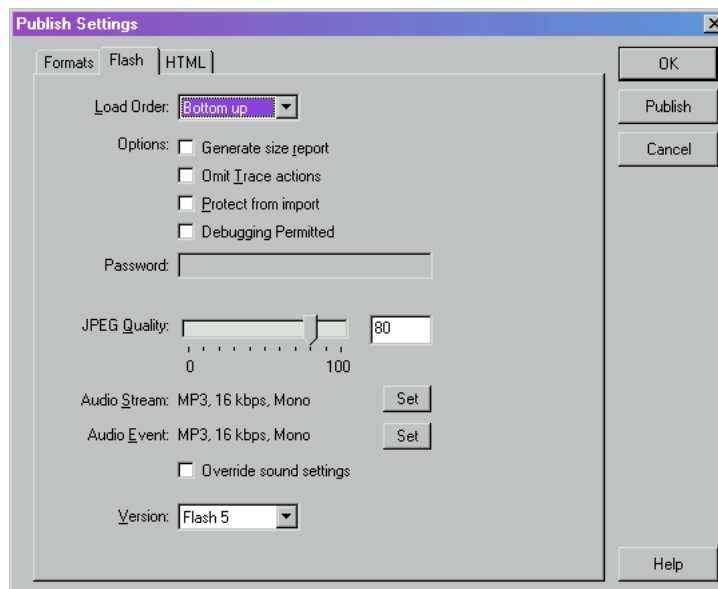 Publish Settings
Formats Flash HTML
OK
Publish
Cancel
Load Order: Bottom up
Options: Generate size report
Omit Trace actions
Protect from import
Debugging Permitted
Password:
JPEG Quality: 80
0 100
Audio Stream: MP3, 16 kbps, Mono Set
Audio Event: MP3, 16 kbps, Mono Set
Override sound settings
Version: Flash 5
Help